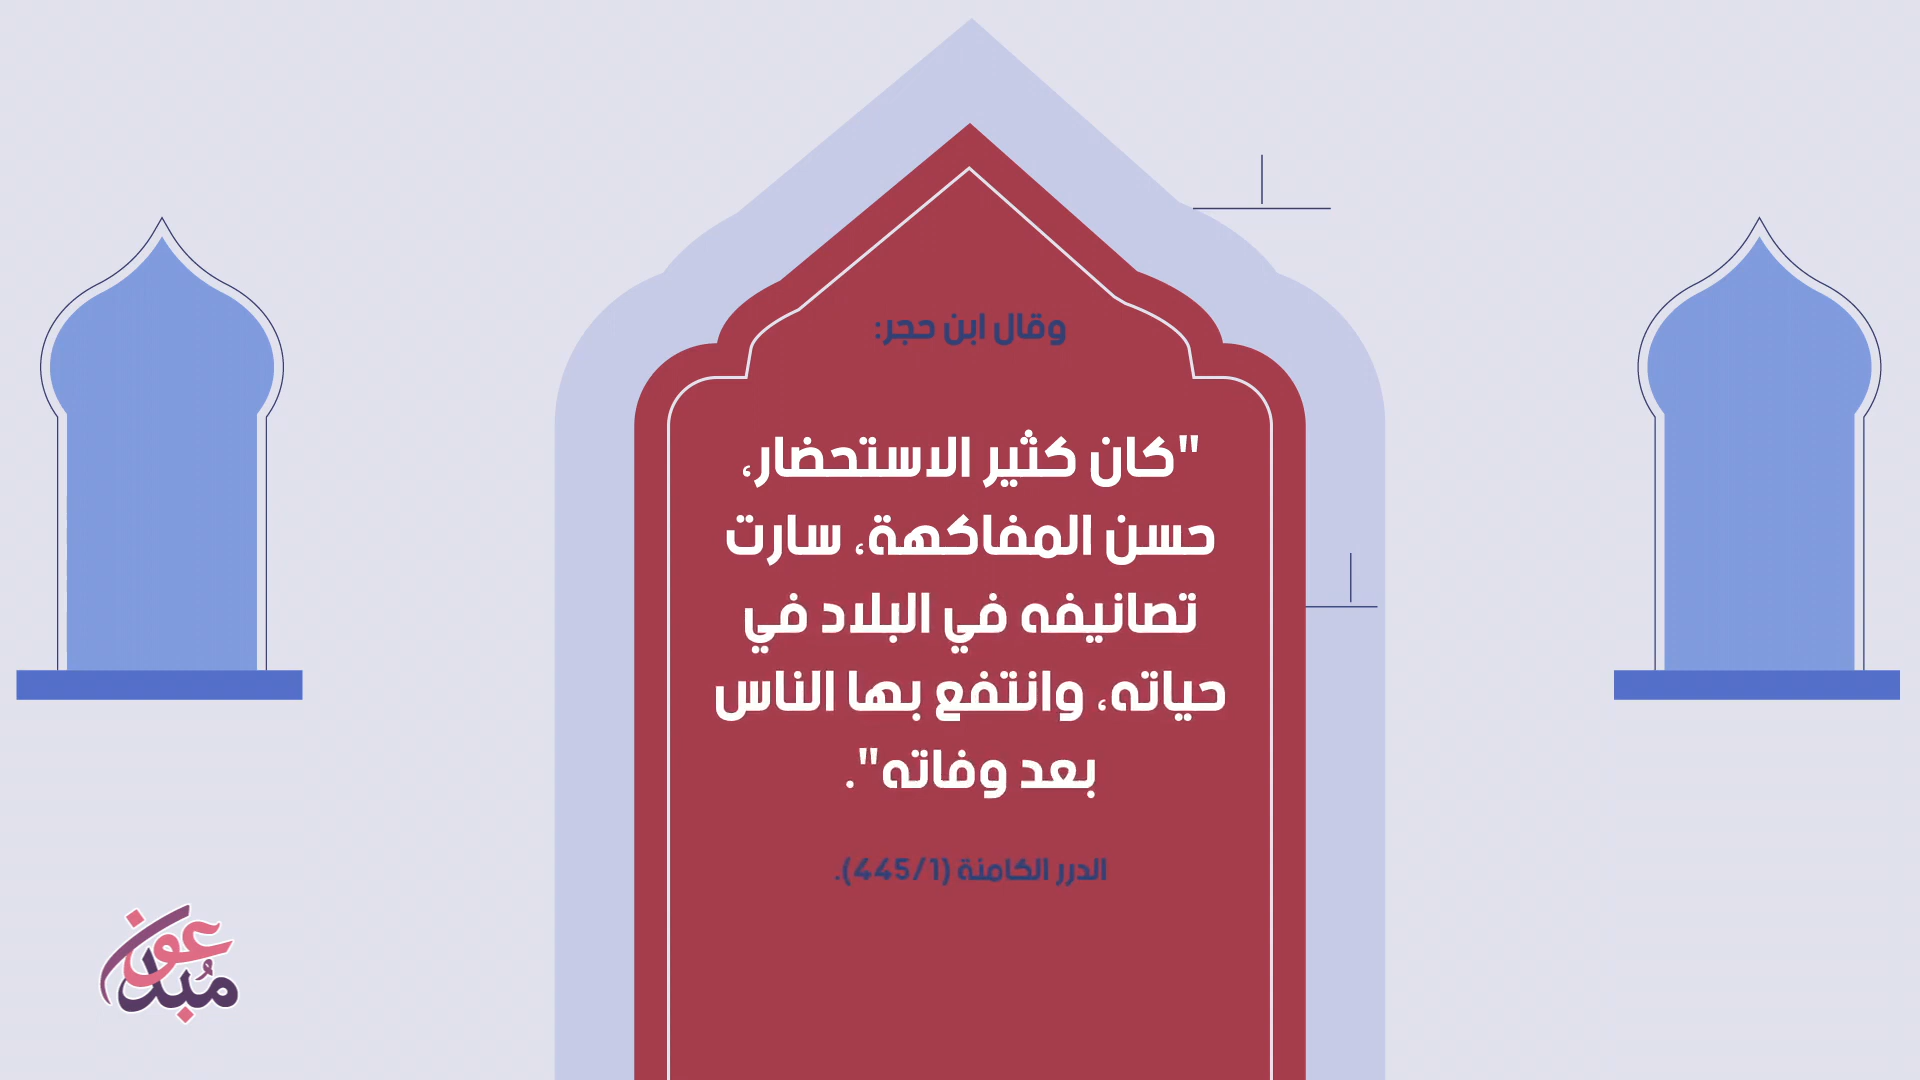 وقال ابن حجر:
"كان كثير الاستحضار،
حسن المفاكهة، سارت
تصانيفه في البلاد في
حياته، وانتفع بها الناس
بعد وفاته".
الدرر الكامنة (445/1).
مُبدعون